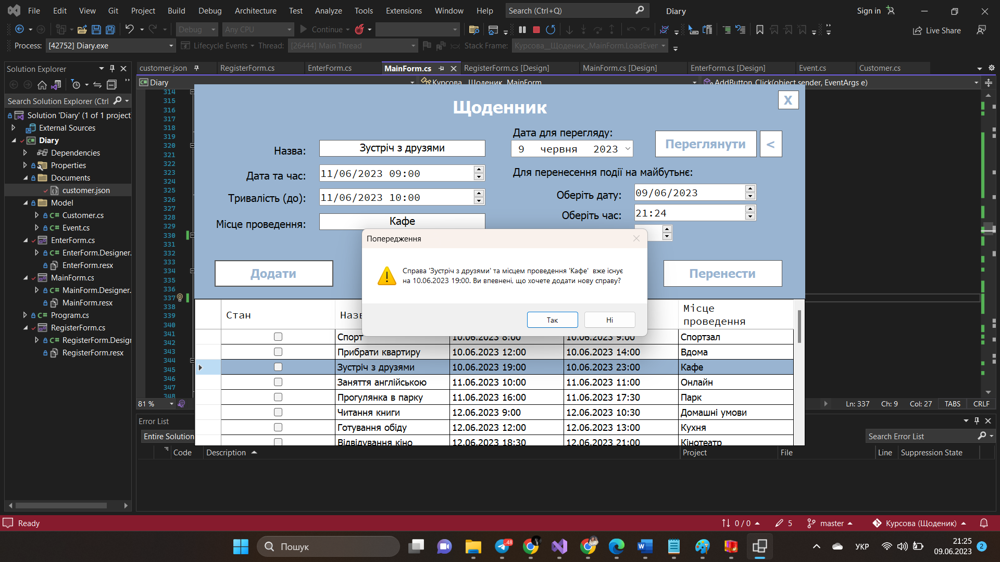 File Edit View Git Project Build Debug Architecture Test Analyze Tools Extensions Window Help Search (Ctrl+Q) Diary Sign in
Debug Any CPU Continue Live Share
Process: [42752] Diary.exe Lifecycle Events Thread: [26444] Main Thread Stack Frame: Курсова__Щоденик_.MainForm.LoadEver
Solution Explorer
Search Solution Explorer (Ctrl
Solution 'Diary' (1 of 1 project
External Sources
Diary
Dependencies
Properties
Documents
customer.json
Model
Customer.cs
Event.cs
EnterForm.cs
EnterForm.Designer.
EnterForm.resx
MainForm.cs
MainForm.Designer.
MainForm.resx
Program.cs
RegisterForm.cs
RegisterForm.Design
RegisterForm.resx
customer.json RegisterForm.cs EnterForm.cs MainForm.cs RegisterForm.cs [Design] MainForm.cs [Design] EnterForm.cs [Design] Event.cs Customer.cs
Diary Курсова__Щоденик_.MainForm AddButton_Click(object sender, EventArgs e)
314
315
316
317
318
319
320
321
322
323
324
325
326
327
328
329
330
331
332
333
334
335
336
337
338
339
340
341
342
343
344
345
346
347
348
Щоденник
X
Назва: Зустріч з друзями
Дата та час: 11/06/2023 09:00
Тривалість (до): 11/06/2023 10:00
Місце проведення: Кафе
Дата для перегляду:
9 червня 2023
Переглянути <
Для перенесення події на майбутьнє:
Оберіть дату: 09/06/2023
Оберіть час: 21:24
Додати
Перенести
Попередження
Справа 'Зустріч з друзями' та місцем проведення 'Кафе' вже існує
на 10.06.2023 19:00. Ви впевнені, що хочете додати нову справу?
Так Ні
Стан Місце проведення
Спорт 10.06.2023 8:00 10.06.2023 9:00 Спортзал
Прибрати квартиру 10.06.2023 12:00 10.06.2023 14:00 Вдома
Зустріч з друзями 10.06.2023 19:00 10.06.2023 23:00 Кафе
Заняття англійською 11.06.2023 10:00 11.06.2023 11:00 Онлайн
Прогулянка в парку 11.06.2023 16:00 11.06.2023 17:30 Парк
Читання книги 12.06.2023 9:00 12.06.2023 10:30 Домашні умови
Готування обіду 12.06.2023 12:00 12.06.2023 13:00 Кухня
Відвідування кіно 12.06.2023 18:30 12.06.2023 21:00 Кінотеатр
81 % Ln: 337 Ch: 9 Col: 27 TABS CRLF
Error List
Entire Solution Search Error List
Code Description Project File Line Suppression State
Ready 0 / 0 5 master Курсова (Щоденик)
Пошук ..48 УКР 21:25
09.06.2023 2